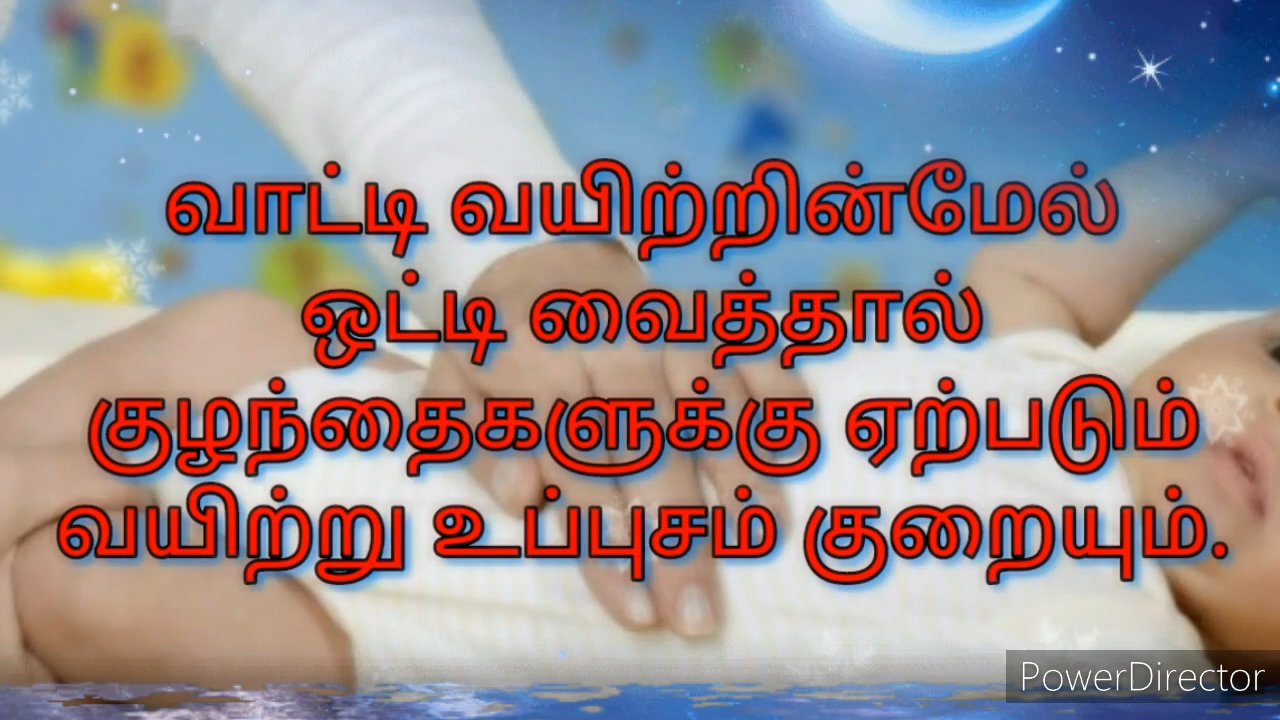 வாட்டி வயிற்றின்மேல்
ஒட்டி வைத்தால்
குழந்தைகளுக்கு ஏற்படும்
வயிற்று உப்புசம் குறையும்.
PowerDirector